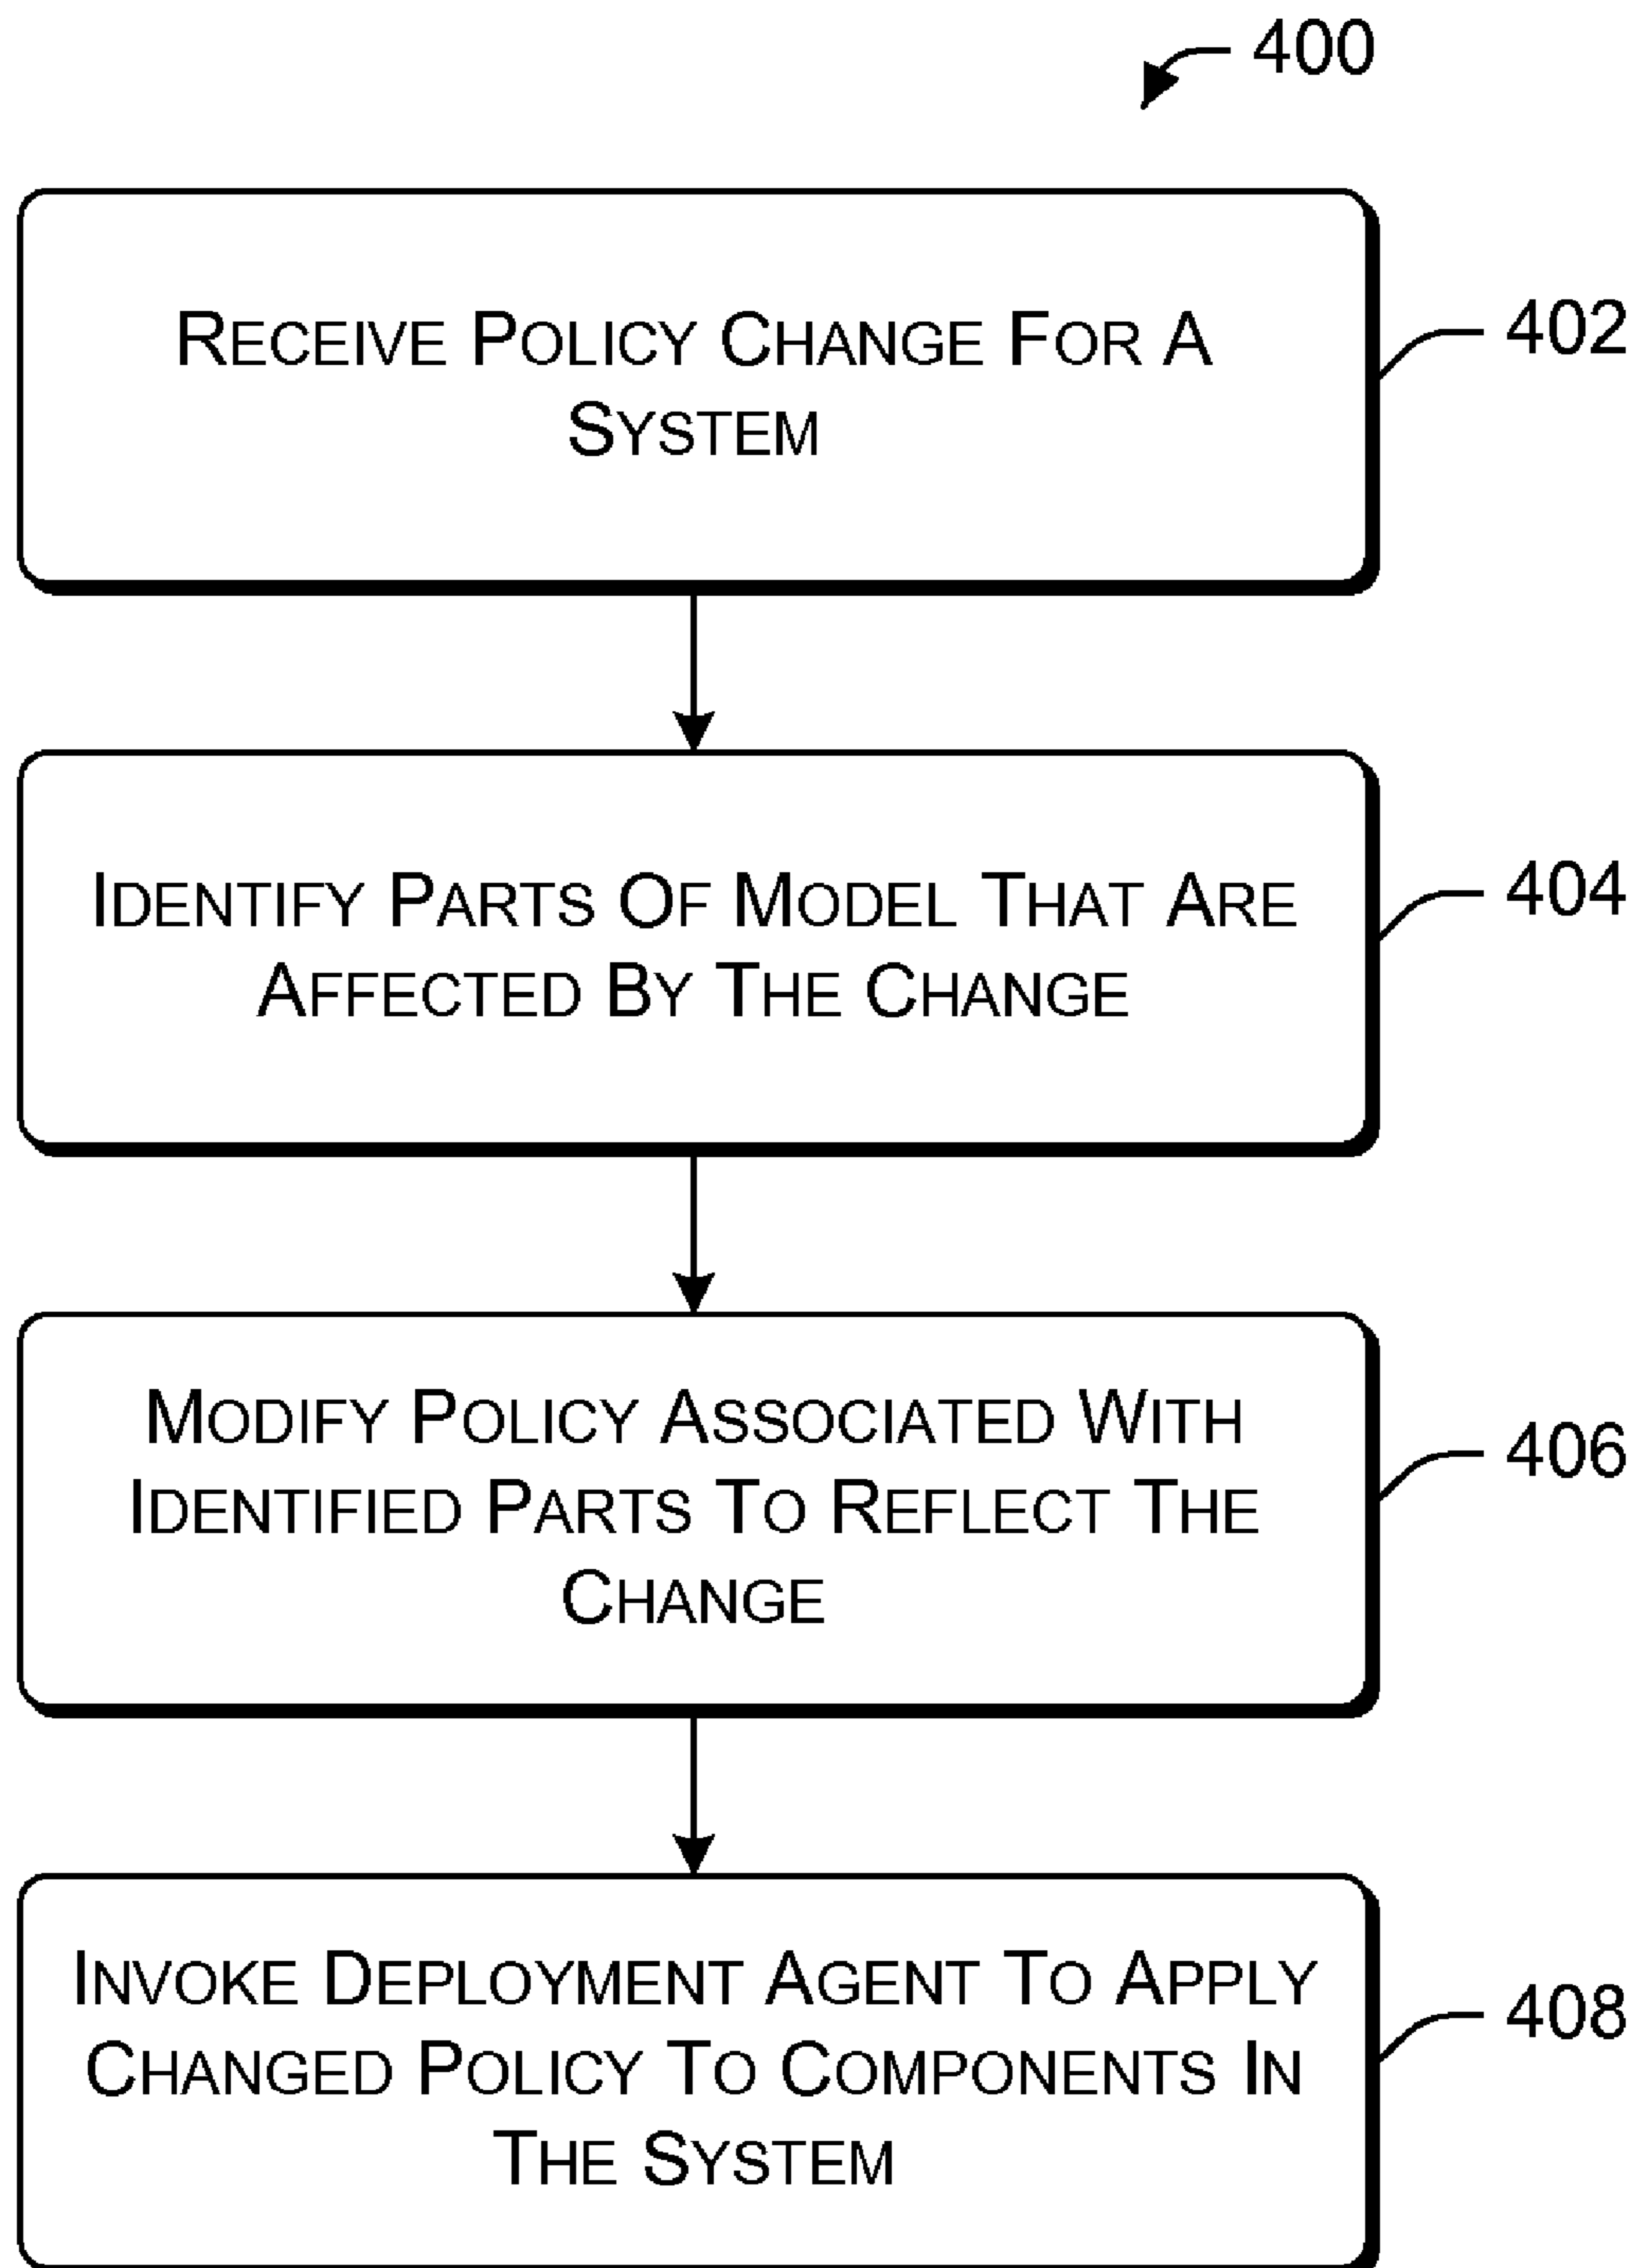 400
RECEIVE POLICY CHANGE FOR A
SYSTEM
402
IDENTIFY PARTS OF MODEL THAT ARE
AFFECTED BY THE CHANGE
404
MODIFY POLICY ASSOCIATED WITH
IDENTIFIED PARTS TO REFLECT THE
CHANGE
406
INVOKE DEPLOYMENT AGENT TO APPLY
CHANGED POLICY TO COMPONENTS IN
THE SYSTEM
408